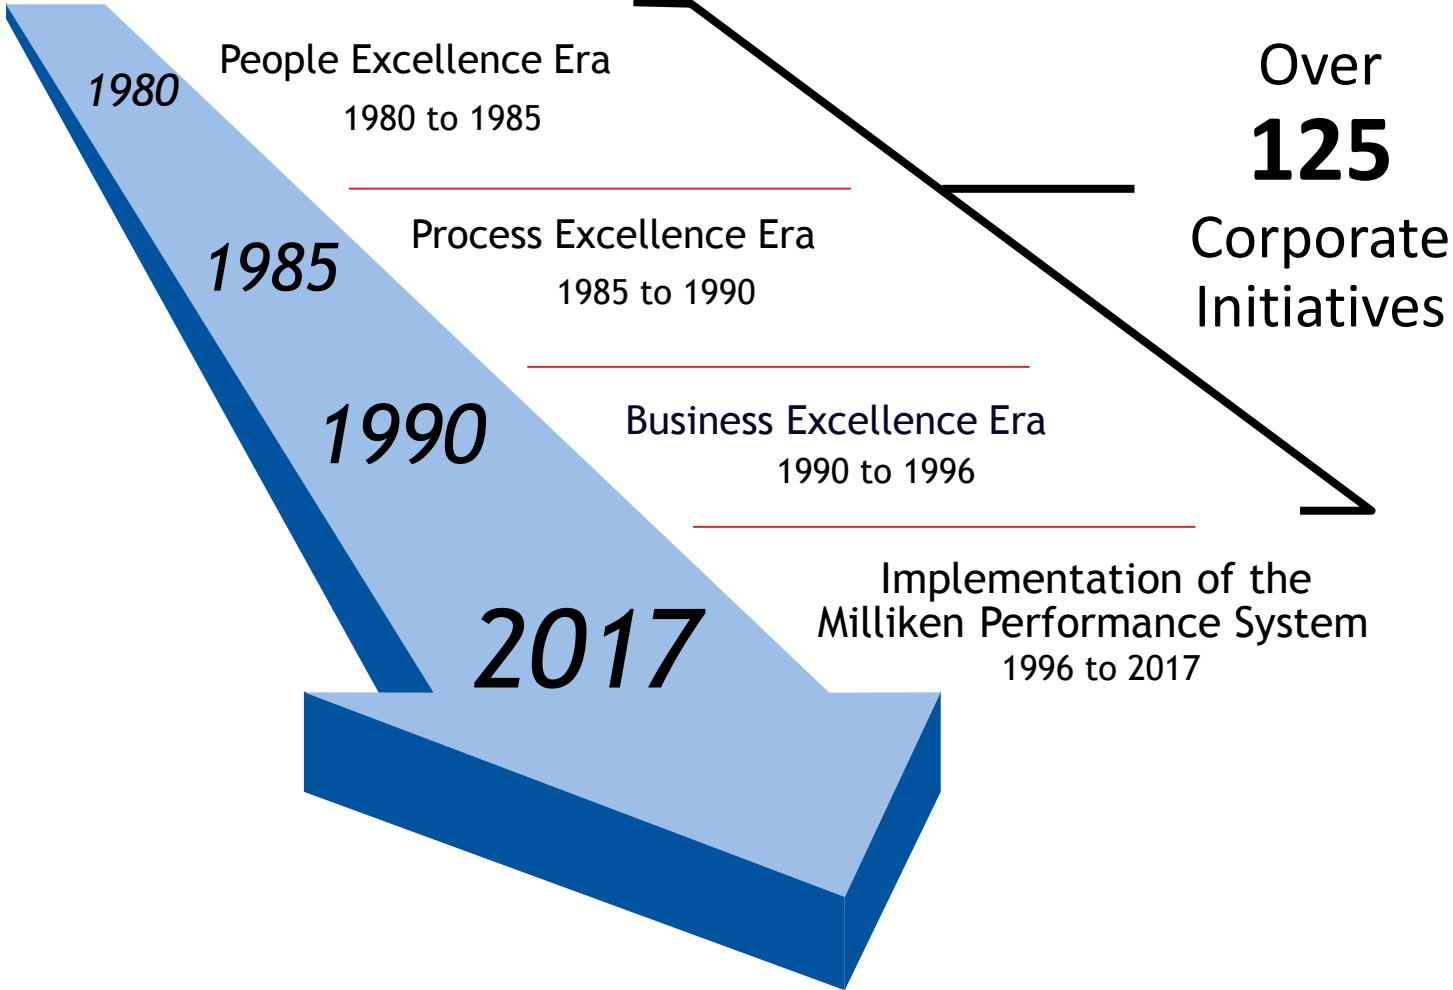 1980
People Excellence Era
1980 to 1985
1985
Process Excellence Era
1985 to 1990
1990
Business Excellence Era
1990 to 1996
2017
Implementation of the
Milliken Performance System
1996 to 2017
Over
125
Corporate
Initiatives